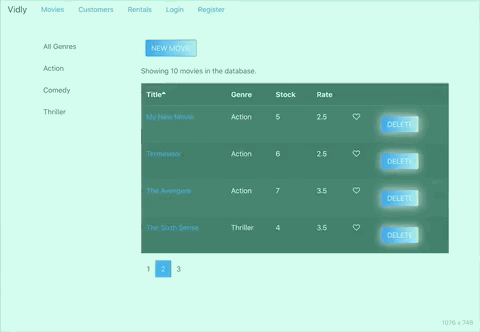 Vidly Movies Customers Rentals Login Register
All Genres
Action
Comedy
Thriller
NEW MOVIE
Showing 10 movies in the database.
Title Genre Stock Rate
My New Movie Action 5 2.5 DELETE
Terminator Action 6 2.5 DELETE
The Avengers Action 7 3.5 DELETE
The Sixth Sense Thriller 4 3.5 DELETE
1 2 3
1076 x 748